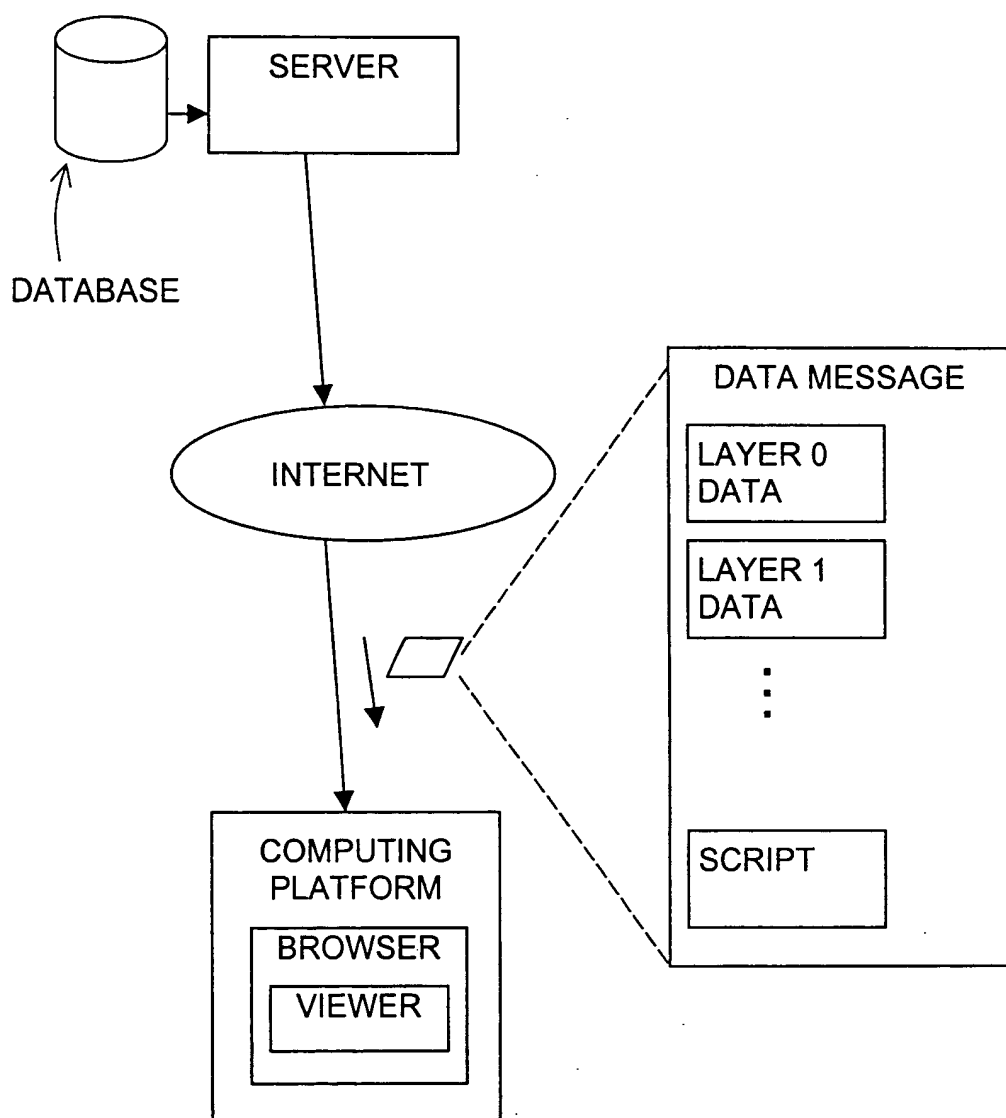 SERVER
DATABASE
INTERNET
DATA MESSAGE
LAYER 0
DATA
LAYER 1
DATA
SCRIPT
COMPUTING
PLATFORM
BROWSER
VIEWER